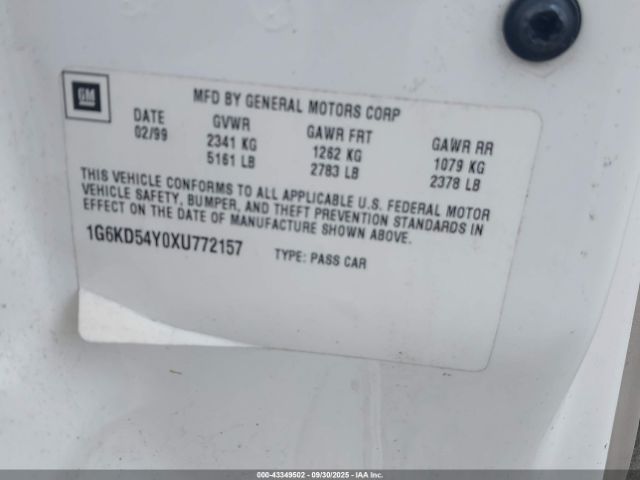 GM
MFD BY GENERAL MOTORS CORP
DATE GVWR GAWR FRT GAWR RR
02/99 2341 KG 1262 KG 1079 KG
5161 LB 2783 LB 2378 LB
THIS VEHICLE CONFORMS TO ALL APPLICABLE U.S. FEDERAL MOTOR
VEHICLE SAFETY, BUMPER, AND THEFT PREVENTION STANDARDS IN
EFFECT ON THE DATE OF MANUFACTURE SHOWN ABOVE.
1G6KD54Y0XU772157 TYPE: PASS CAR
000-43349502 - 09/30/2025 - IAA Inc.